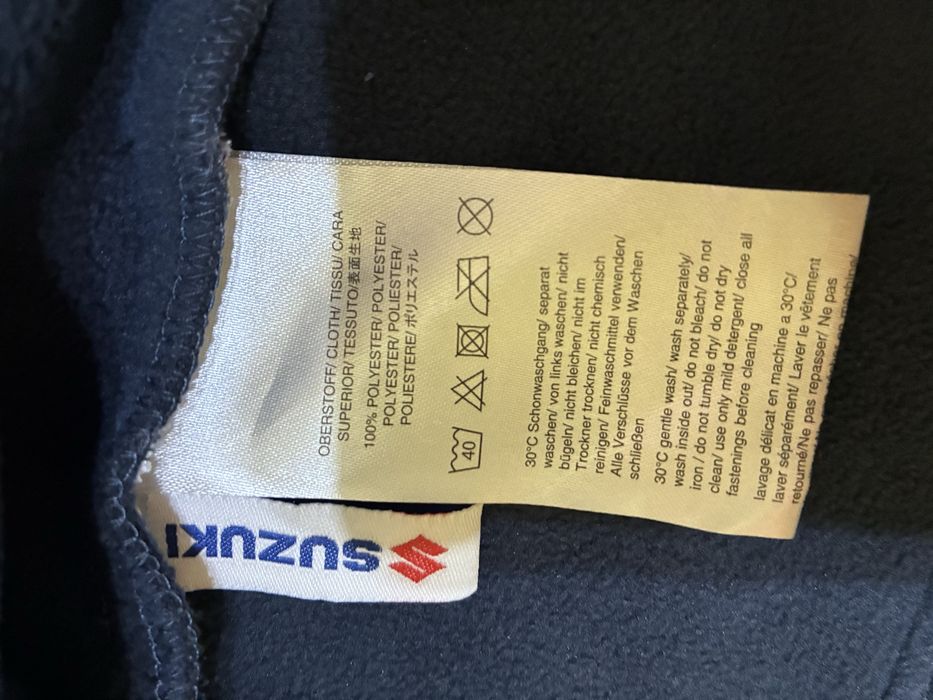 OBERSTOFF/ CLOTH/ TISSU/ CARA
SUPERIOR/ TESSUTO/表面生地
100% POLYESTER/ POLYESTER/
POLYESTER/ POLIESTER/
POLIESTERE/ポリエステル
40
30°C Schonwaschgang/ separat
waschen/ von links waschen/ nicht
bügeln/ nicht bleichen/ nicht im
Trockner trocknen/ nicht chemisch
reinigen/ Feinwaschmittel verwenden/
Alle Verschlüsse vor dem Waschen
schließen
30°C gentle wash/ wash separately/
wash inside out/ do not bleach/ do not
iron / do not tumble dry/ do not dry
clean/ use only mild detergent/ close all
fastenings before cleaning
lavage délicat en machine a 30°C/
laver séparément/ Laver le vêtement
retourné/Ne pas repasser/ Ne pas
machine/
SUZUKI